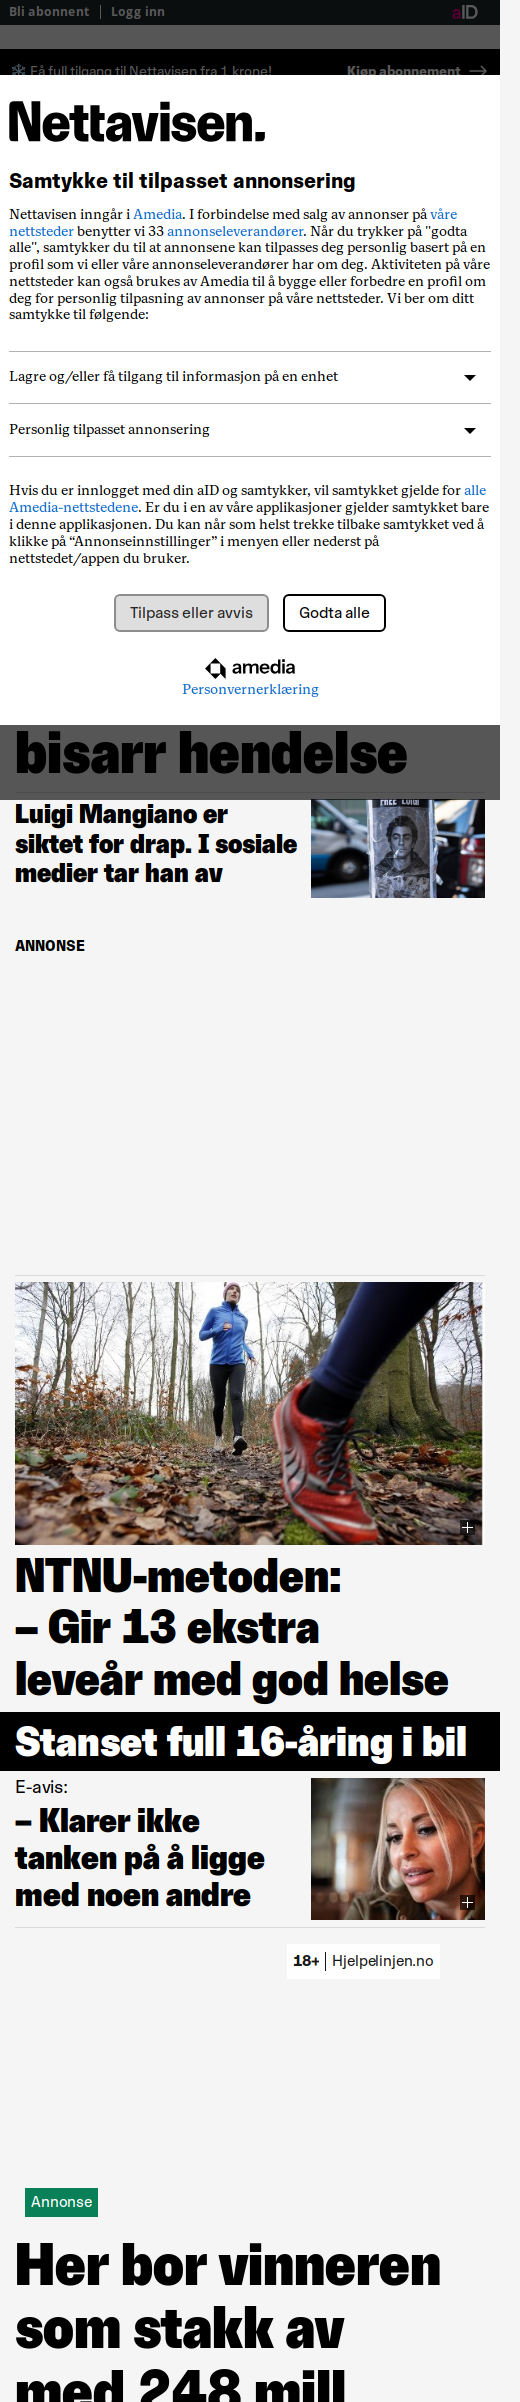 Bli abonnent | Logg inn
aID
Få full tilgang til Nettavisen fra 1 krone!
Kjøp abonnement
Nettavisen.
Samtykke til tilpasset annonsering
Nettavisen inngår i Amedia. I forbindelse med salg av annonser på våre
nettsteder benytter vi 33 annonseleverandører. Når du trykker på "godta
alle", samtykker du til at annonsene kan tilpasses deg personlig basert på en
profil som vi eller våre annonseleverandører har om deg. Aktiviteten på våre
nettsteder kan også brukes av Amedia til å bygge eller forbedre en profil om
deg for personlig tilpasning av annonser på våre nettsteder. Vi ber om ditt
samtykke til følgende:
Lagre og/eller få tilgang til informasjon på en enhet
Personlig tilpasset annonsering
Hvis du er innlogget med din aID og samtykker, vil samtykket gjelde for alle
Amedia-nettstedene. Er du i en av våre applikasjoner gjelder samtykket bare
i denne applikasjonen. Du kan når som helst trekke tilbake samtykket ved å
klikke på “Annonseinnstillinger” i menyen eller nederst på
nettstedet/appen du bruker.
Tilpass eller avvis
Godta alle
amedia
Personvernerklæring
bisarr hendelse
FREE LUIGI
Luigi Mangiano er
siktet for drap. I sosiale
medier tar han av
ANNONSE
NTNU-metoden:
– Gir 13 ekstra
leveår med god helse
Stanset full 16-åring i bil
E-avis:
– Klarer ikke
tanken på å ligge
med noen andre
18+ | Hjelpelinjen.no
Annonse
Her bor vinneren
som stakk av
med 248 mill